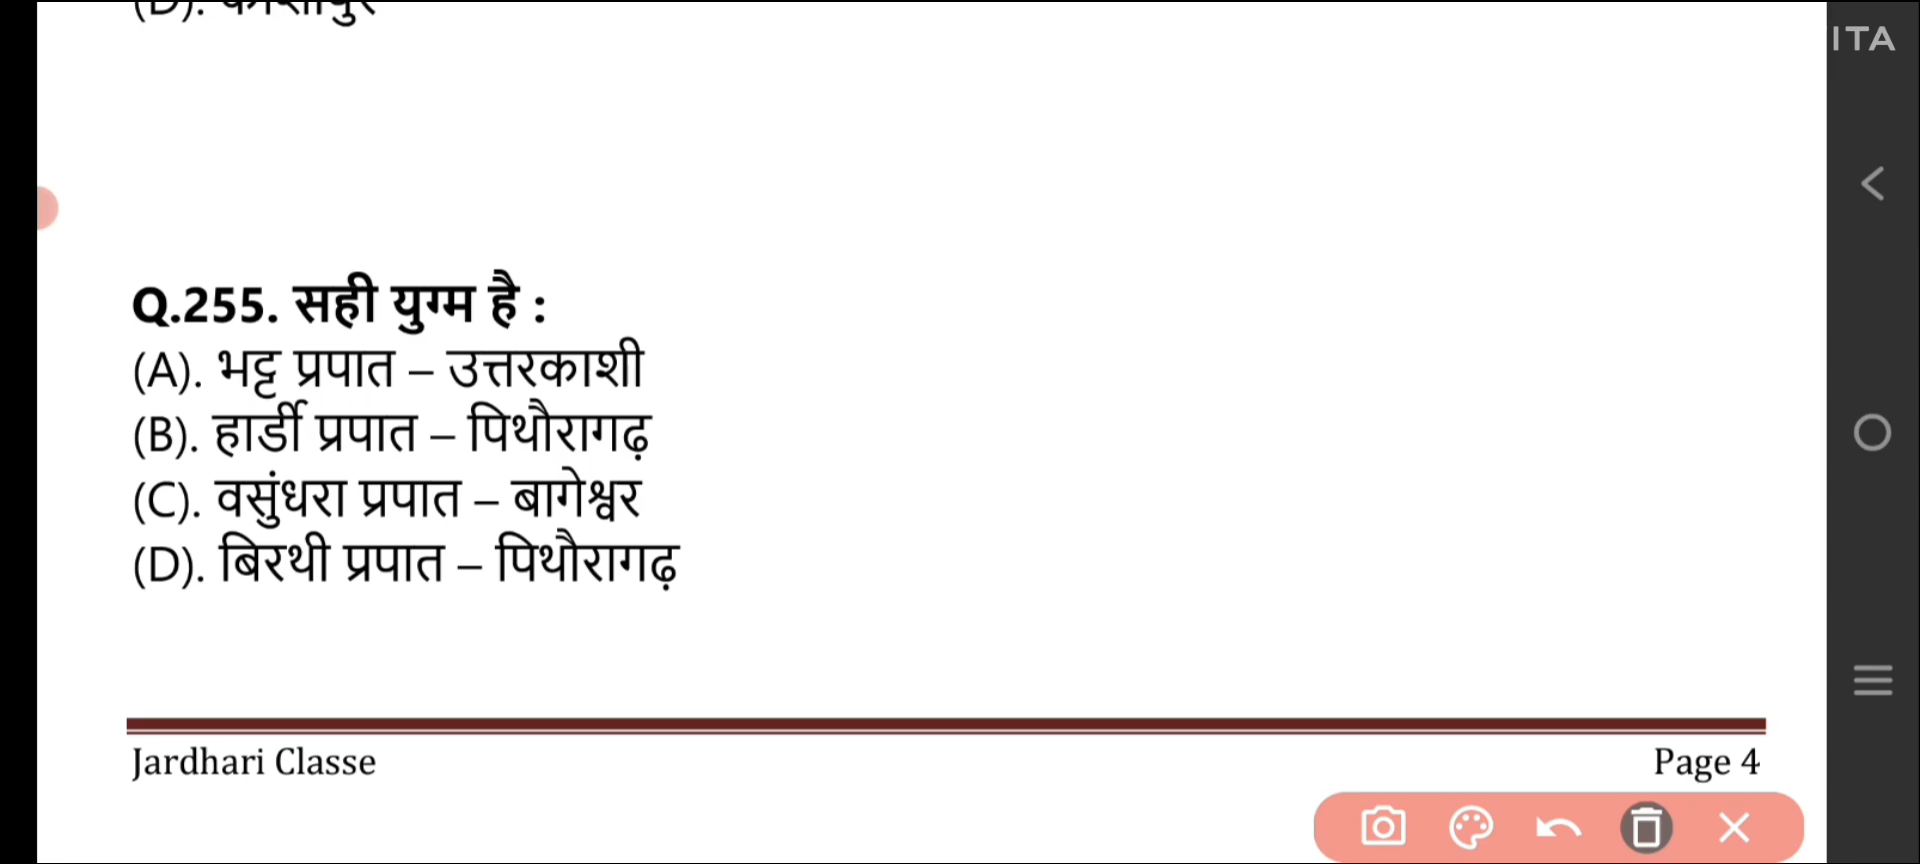 (D). काशीपुर
ITA
Q.255. सही युग्म है :
(A). भट्ट प्रपात – उत्तरकाशी
(B). हार्डी प्रपात – पिथौरागढ़
(C). वसुंधरा प्रपात – बागेश्वर
(D). बिरथी प्रपात – पिथौरागढ़
Jardhari Classe
Page 4